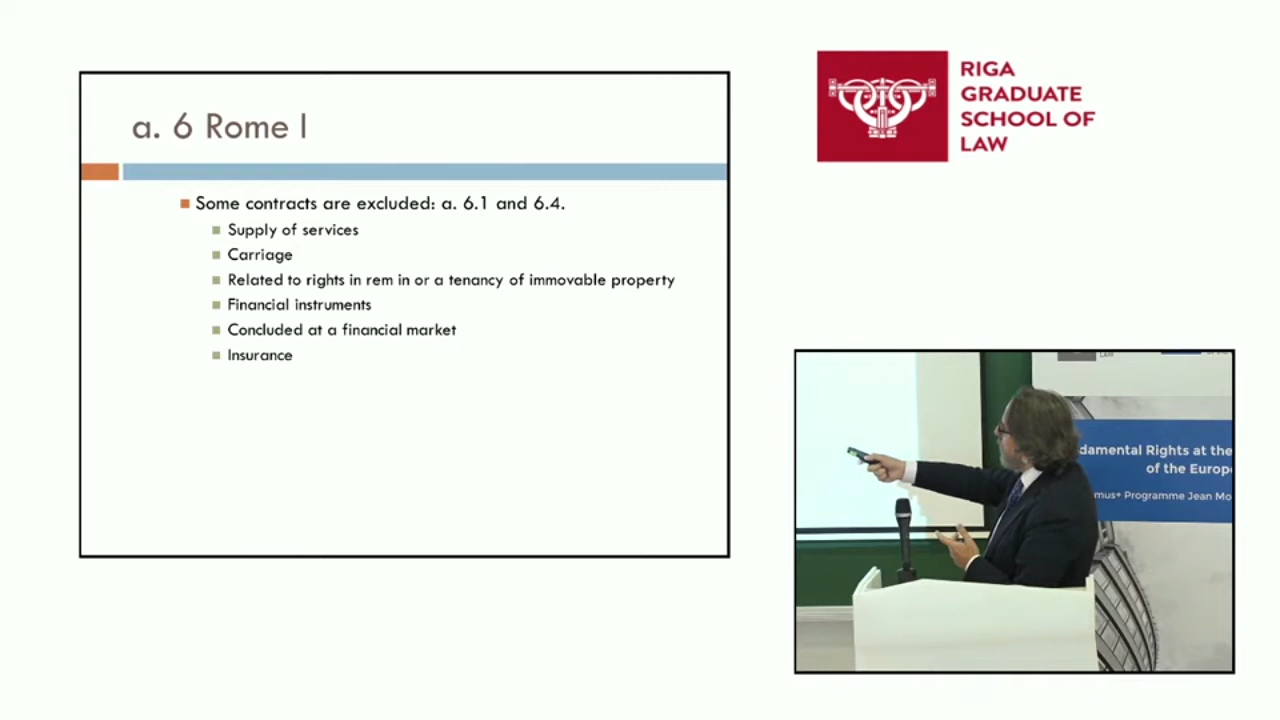 a. 6 Rome I
Some contracts are excluded: a. 6.1 and 6.4.
Supply of services
Carriage
Related to rights in rem in or a tenancy of immovable property
Financial instruments
Concluded at a financial market
Insurance
RIGA
GRADUATE
SCHOOL OF
LAW
LAW
damental Rights at the
of the Europe
mus+ Programme Jean Mo